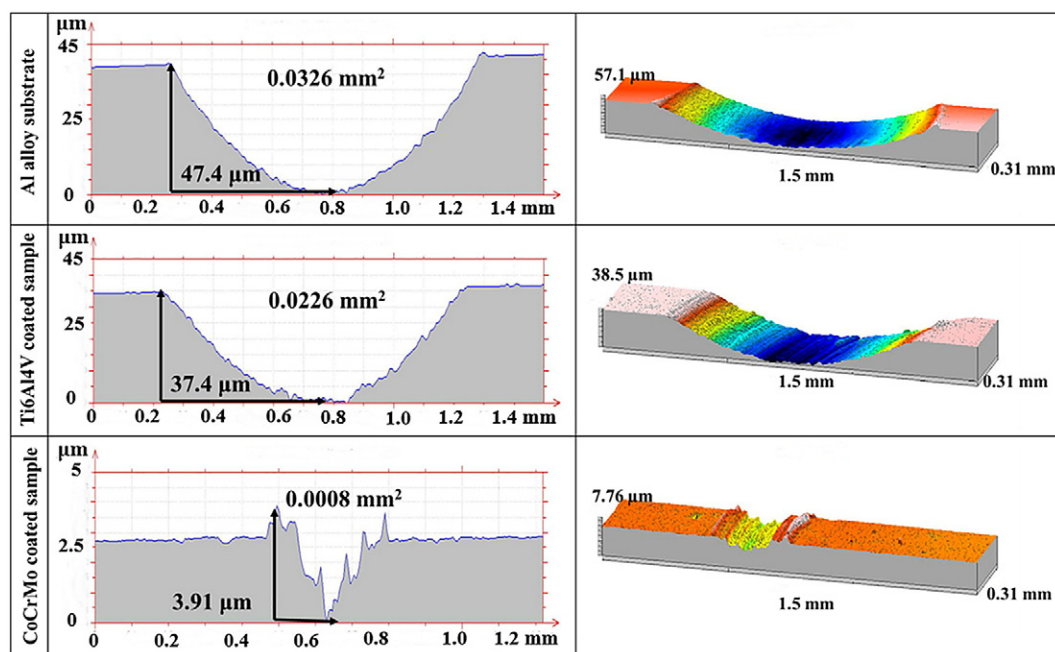 Al alloy substrate
µm
45
25
0
0.0326 mm²
47.4 µm
0 0.2 0.4 0.6 0.8 1.0 1.2 1.4 mm
57.1 µm
1.5 mm
0.31 mm
Ti6Al4V coated sample
µm
45
25
0
0.0226 mm²
37.4 µm
0 0.2 0.4 0.6 0.8 1.0 1.2 1.4 mm
38.5 µm
1.5 mm
0.31 mm
CoCrMo coated sample
µm
5
2.5
0
0.0008 mm²
3.91 µm
0 0.2 0.4 0.6 0.8 1.0 1.2 mm
7.76 µm
1.5 mm
0.31 mm